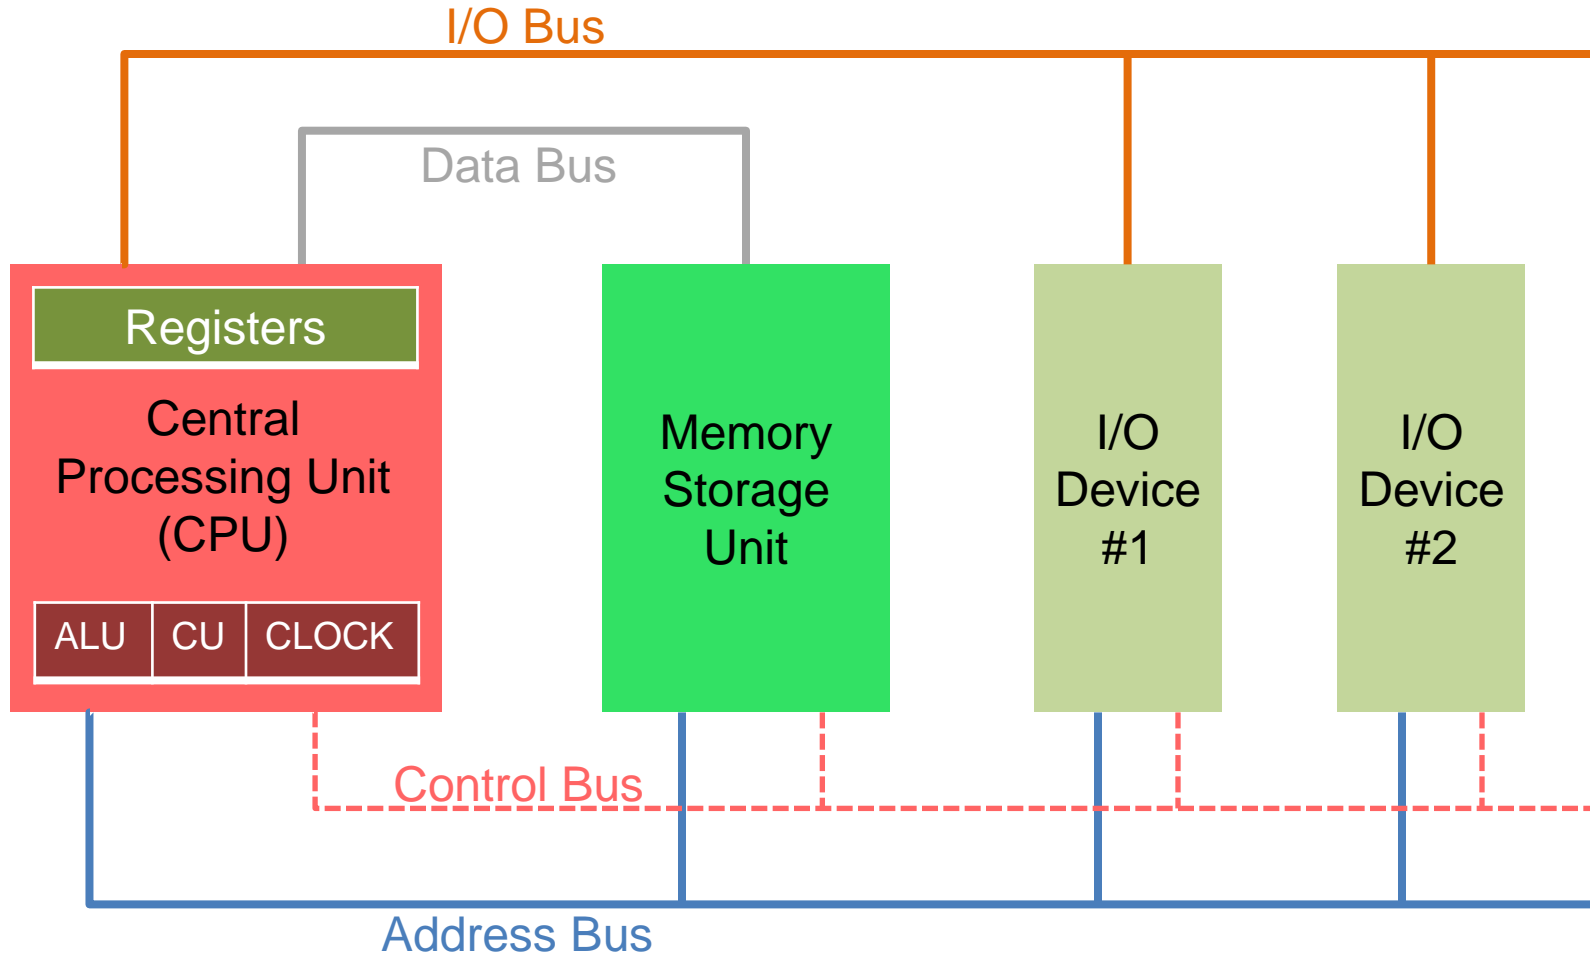 I/O Bus
Data Bus
Registers
Central
Processing Unit
(CPU)
ALU CU CLOCK
Memory
Storage
Unit
I/O
Device
#1
I/O
Device
#2
Control Bus
Address Bus